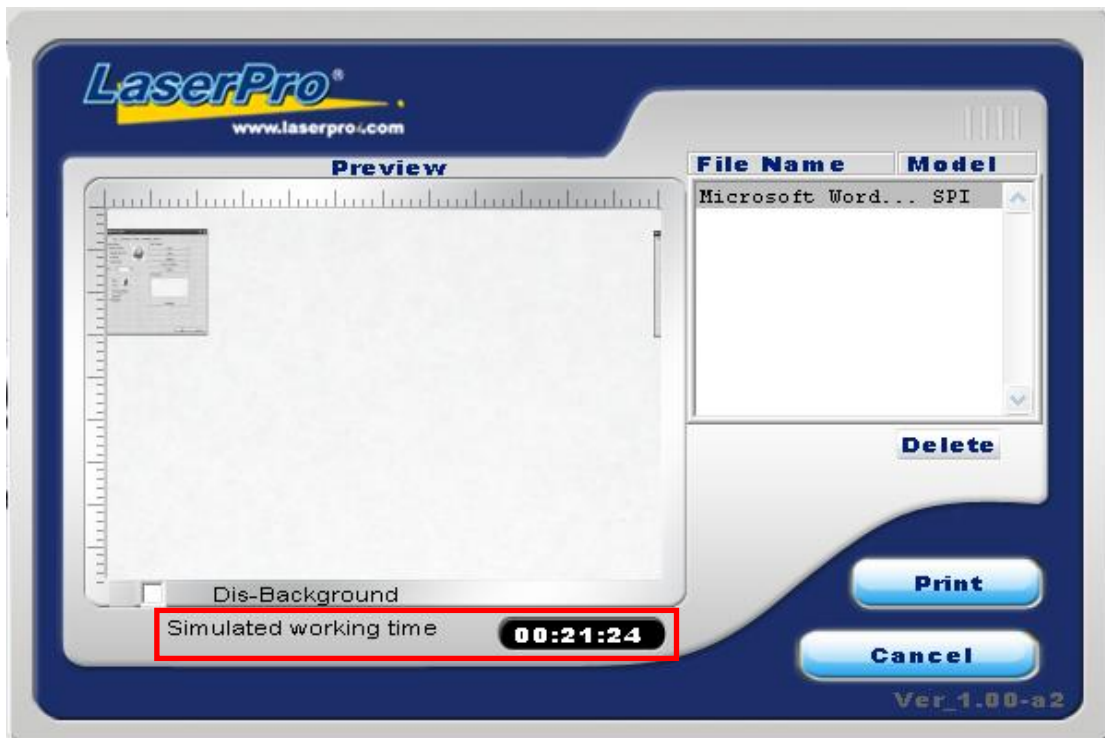 LaserPro®
www.laserpro.com
Preview
File Name Model
Microsoft Word... SPI
Delete
Dis-Background
Simulated working time 00:21:24
Print
Cancel
Ver_1.00-a2